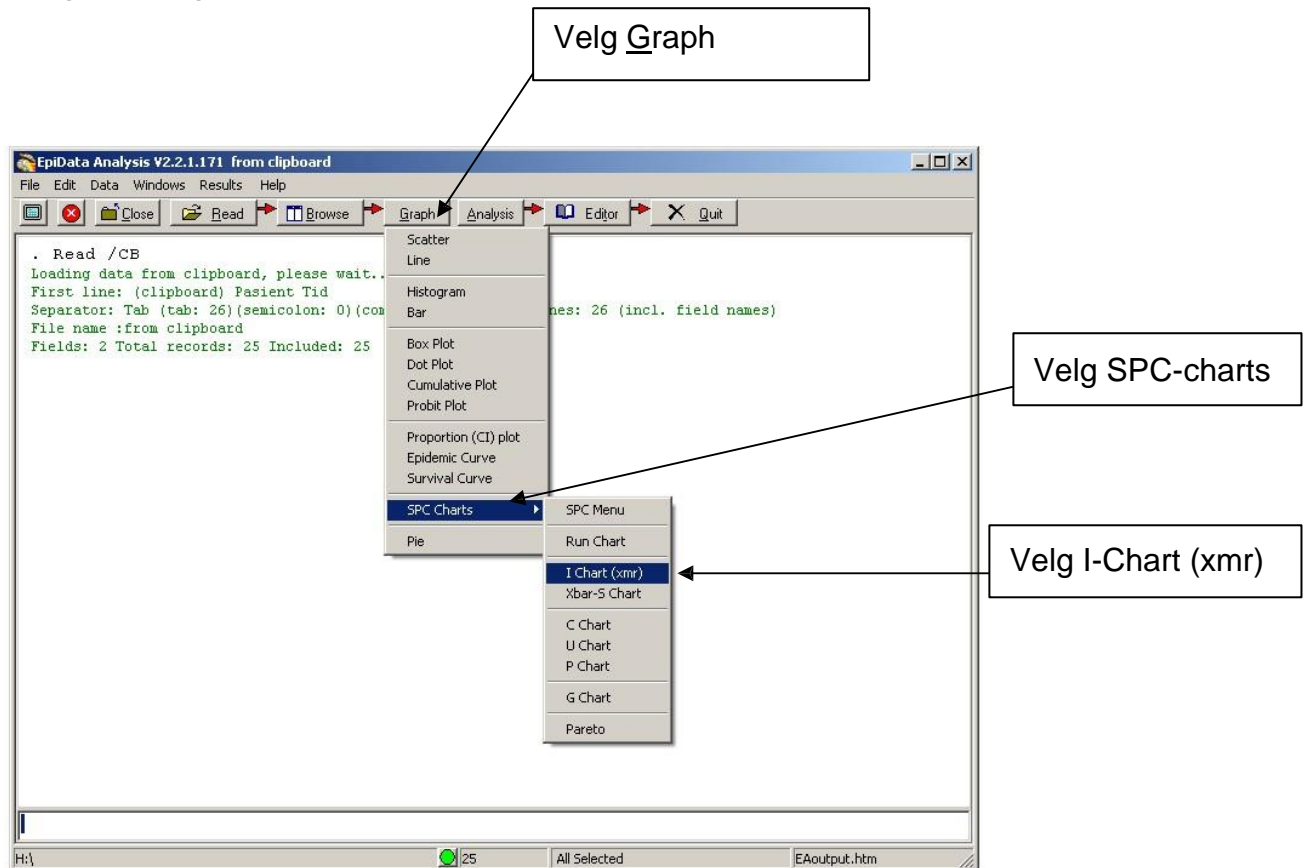 Velg Graph
EpiData Analysis V2.2.1.171 from clipboard
File Edit Data Windows Results Help
Close Read Browse Graph Analysis Editor Quit
. Read /CB
Loading data from clipboard, please wait..
First line: (clipboard) Pasient Tid
Separator: Tab (tab: 26)(semicolon: 0)(com nes: 26 (incl. field names)
File name :from clipboard
Fields: 2 Total records: 25 Included: 25
Scatter
Line
Histogram
Bar
Box Plot
Dot Plot
Cumulative Plot
Probit Plot
Proportion (CI) plot
Epidemic Curve
Survival Curve
SPC Charts
Pie
SPC Menu
Run Chart
I Chart (xmr)
Xbar-S Chart
C Chart
U Chart
P Chart
G Chart
Pareto
Velg SPC-charts
Velg I-Chart (xmr)
H:\ 25 All Selected EAoutput.htm